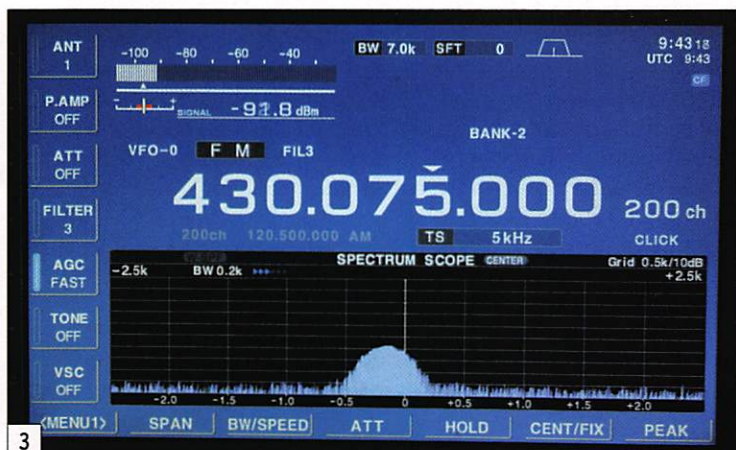 ANT
1
-100 -80 -60 -40
BW 7.0k SFT 0
9:43 18
UTC 9:43
CF
P.AMP
OFF
- +
SIGNAL -91.8 dBm
BANK-2
ATT
OFF
VFO-0 F M FIL3
430.075.000 200 ch
FILTER
3
200ch 120.500.000 AM
TS 5kHz
CLICK
AGC
FAST
SPECTRUM SCOPE CENTER
Grid 0.5k/10dB
-2.5k BW 0.2k
+2.5k
TONE
OFF
VSC
OFF
-2.0 -1.5 -1.0 -0.5 0 +0.5 +1.0 +1.5 +2.0
<MENU1> SPAN BW/SPEED ATT HOLD CENT/FIX PEAK
3